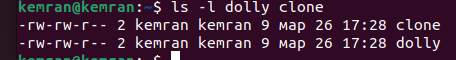 kemran@kemran:~$ ls -l dolly clone
-rw-rw-r-- 2 kemran kemran 9 мар 26 17:28 clone
-rw-rw-r-- 2 kemran kemran 9 мар 26 17:28 dolly
kemran@kemran:~$